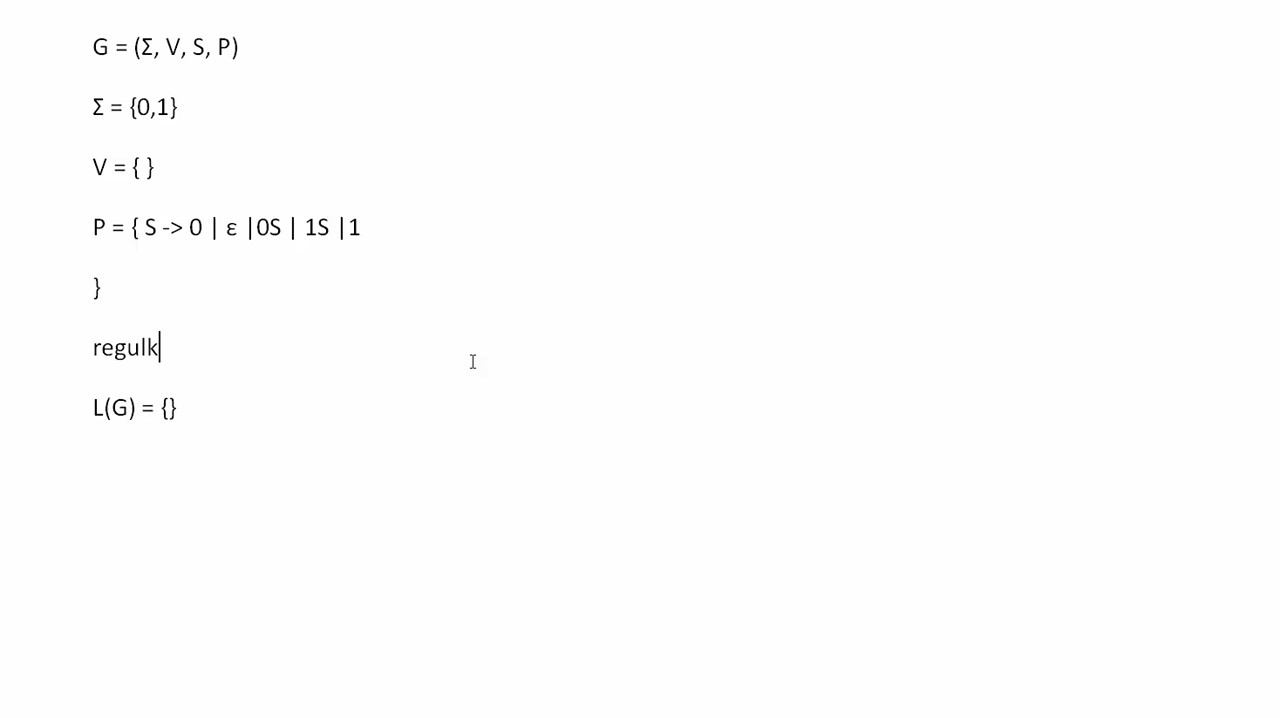 G = (Σ, V, S, P)
Σ = {0,1}
V = { }
P = { S -> 0 | ε |0S | 1S |1
}
regulk
L(G) = {}